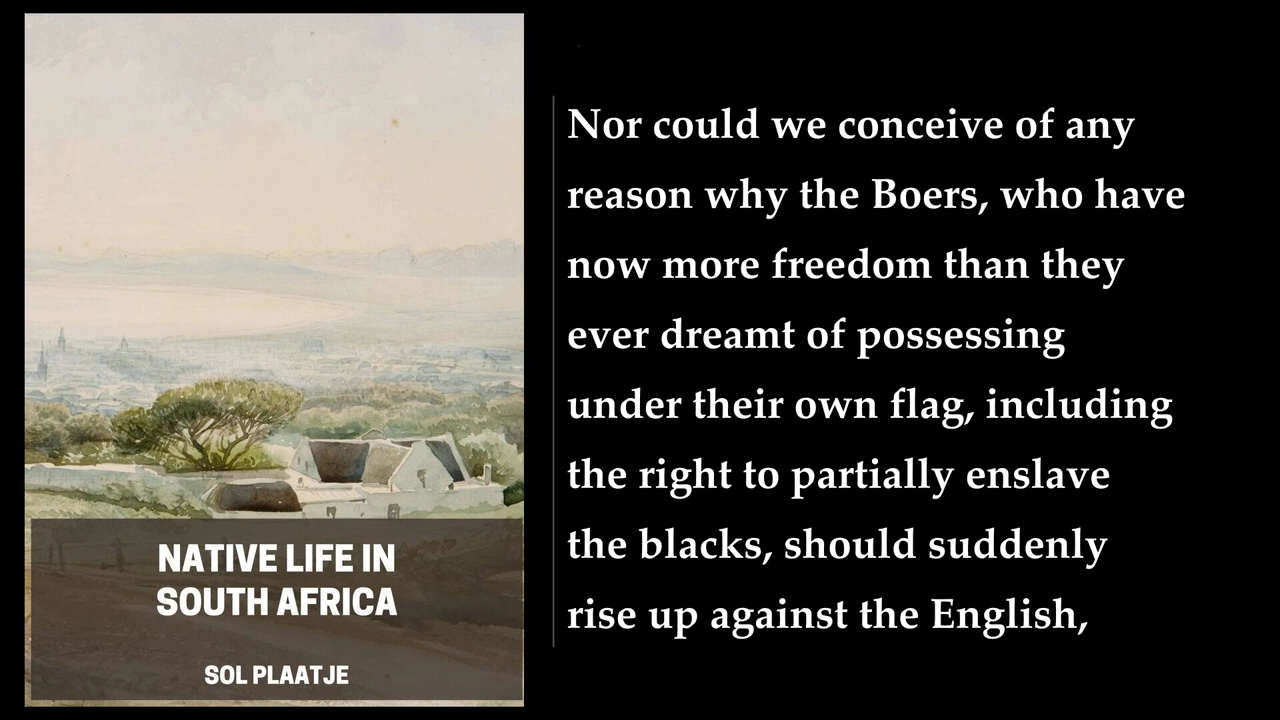 NATIVE LIFE IN
SOUTH AFRICA
SOL PLAATJE
Nor could we conceive of any
reason why the Boers, who have
now more freedom than they
ever dreamt of possessing
under their own flag, including
the right to partially enslave
the blacks, should suddenly
rise up against the English,